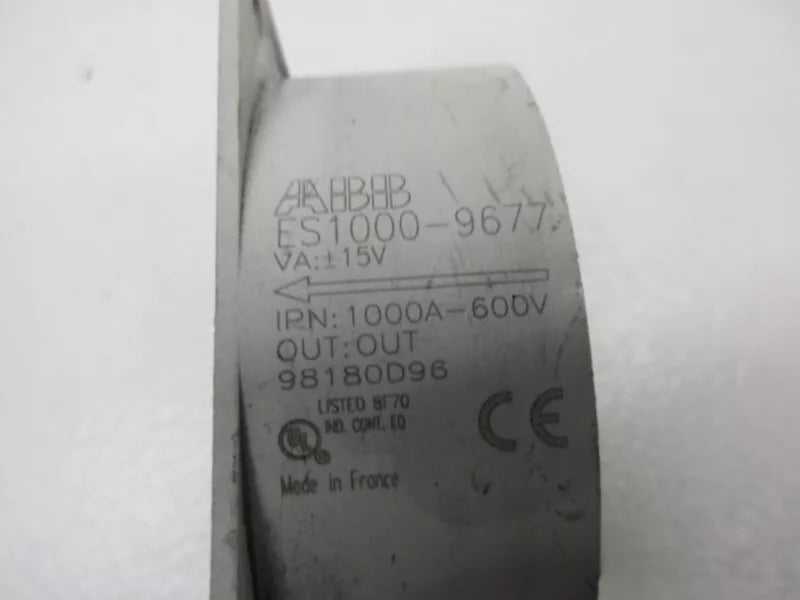 ABB
ES1000-9677
VA:±15V
IPN: 1000A-600V
OUT: OUT
98180D96
LISTED 8F70
IND. CONT. EQ
UL
CE
Made in France